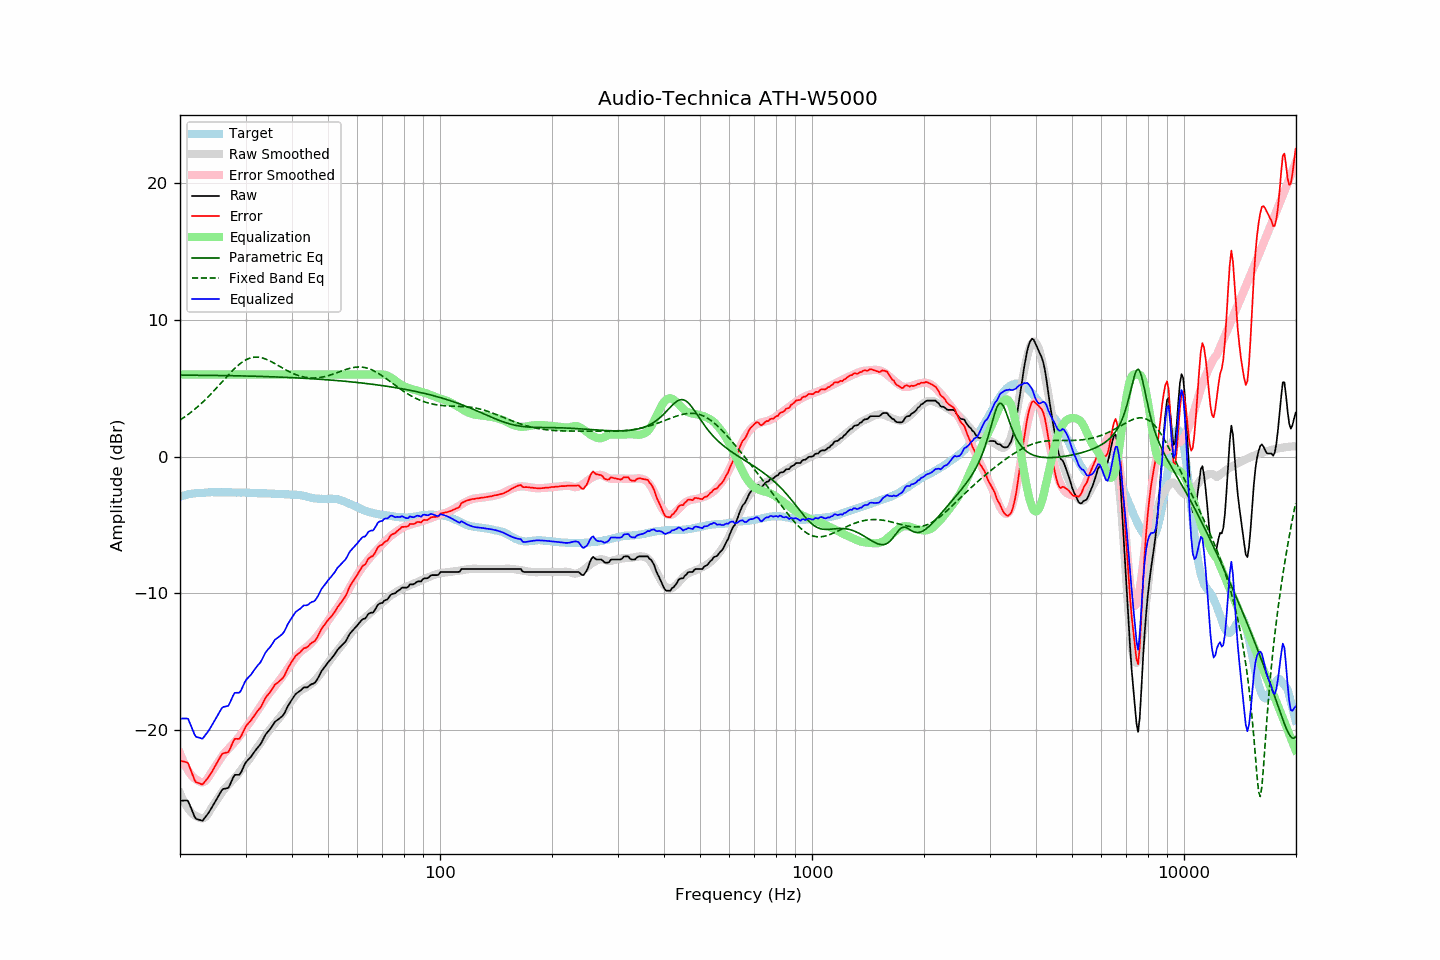 Audio-Technica ATH-W5000
Target
Raw Smoothed
Error Smoothed
Raw
Error
Equalization
Parametric Eq
Fixed Band Eq
Equalized
20
10
0
−10
−20
Amplitude (dBr)
100
1000
10000
Frequency (Hz)